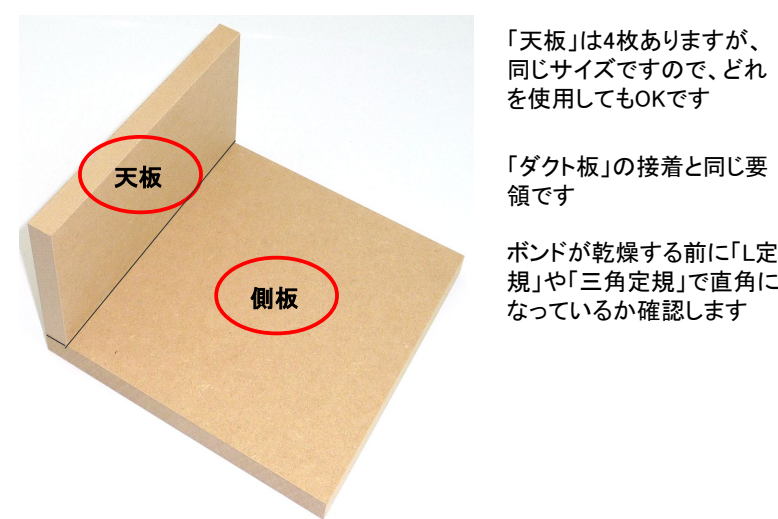 天板
側板
「天板」は4枚ありますが、
同じサイズですので、どれ
を使用してもOKです
「ダクト板」の接着と同じ要
領です
ボンドが乾燥する前に「L定
規」や「三角定規」で直角に
なっているか確認します